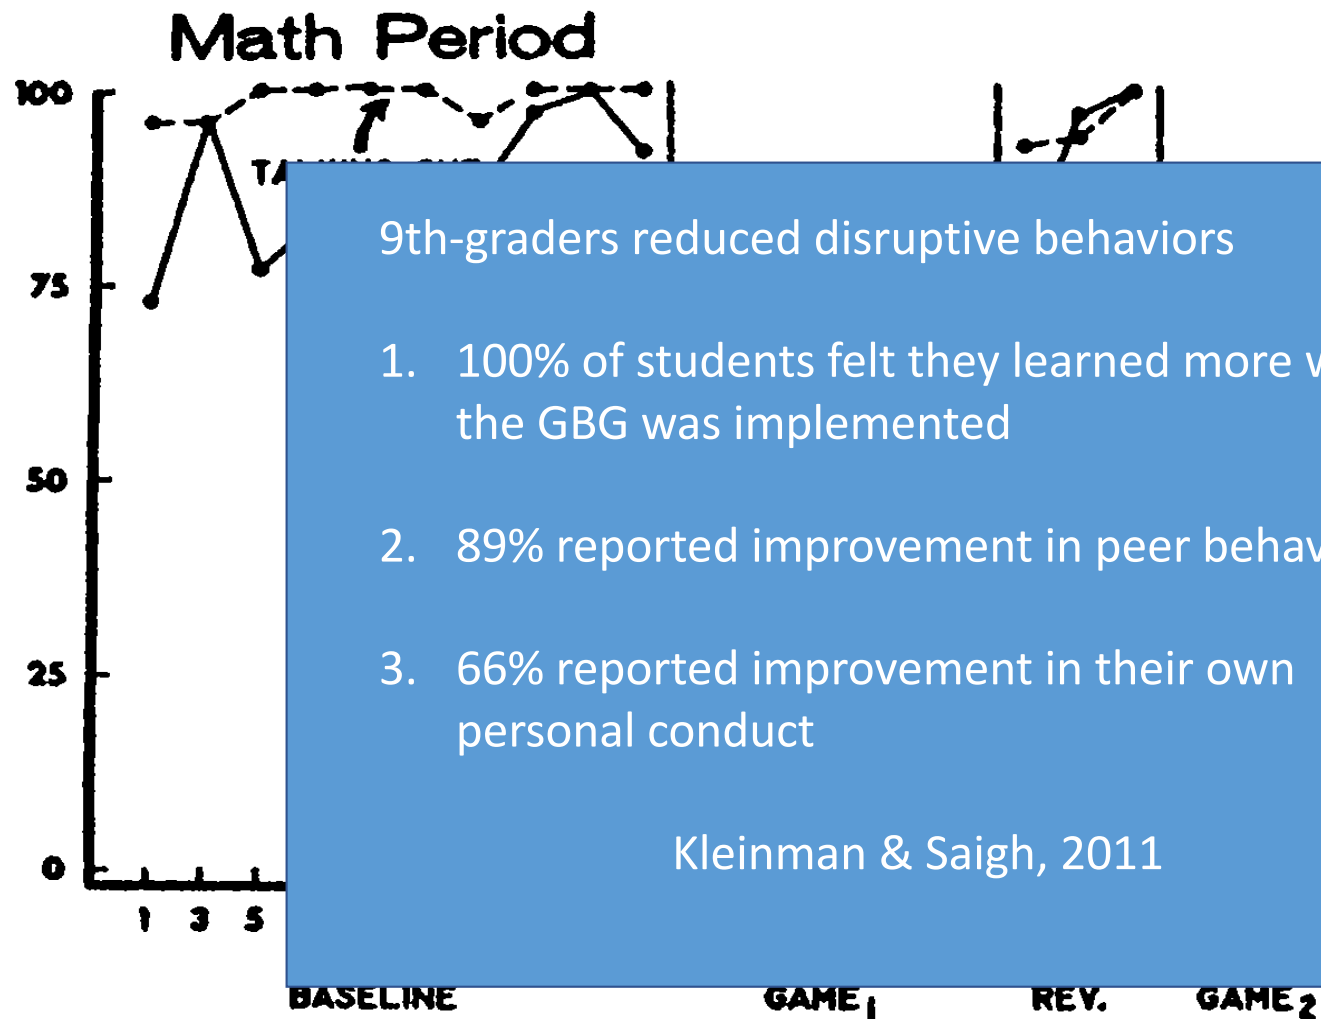 Math Period
100
75
50
25
0
1 3 5
9th-graders reduced disruptive behaviors
1. 100% of students felt they learned more
the GBG was implemented
2. 89% reported improvement in peer
3. 66% reported improvement in their own
personal conduct
Kleinman & Saigh, 2011
BASELINE GAME1 REV. GAME2